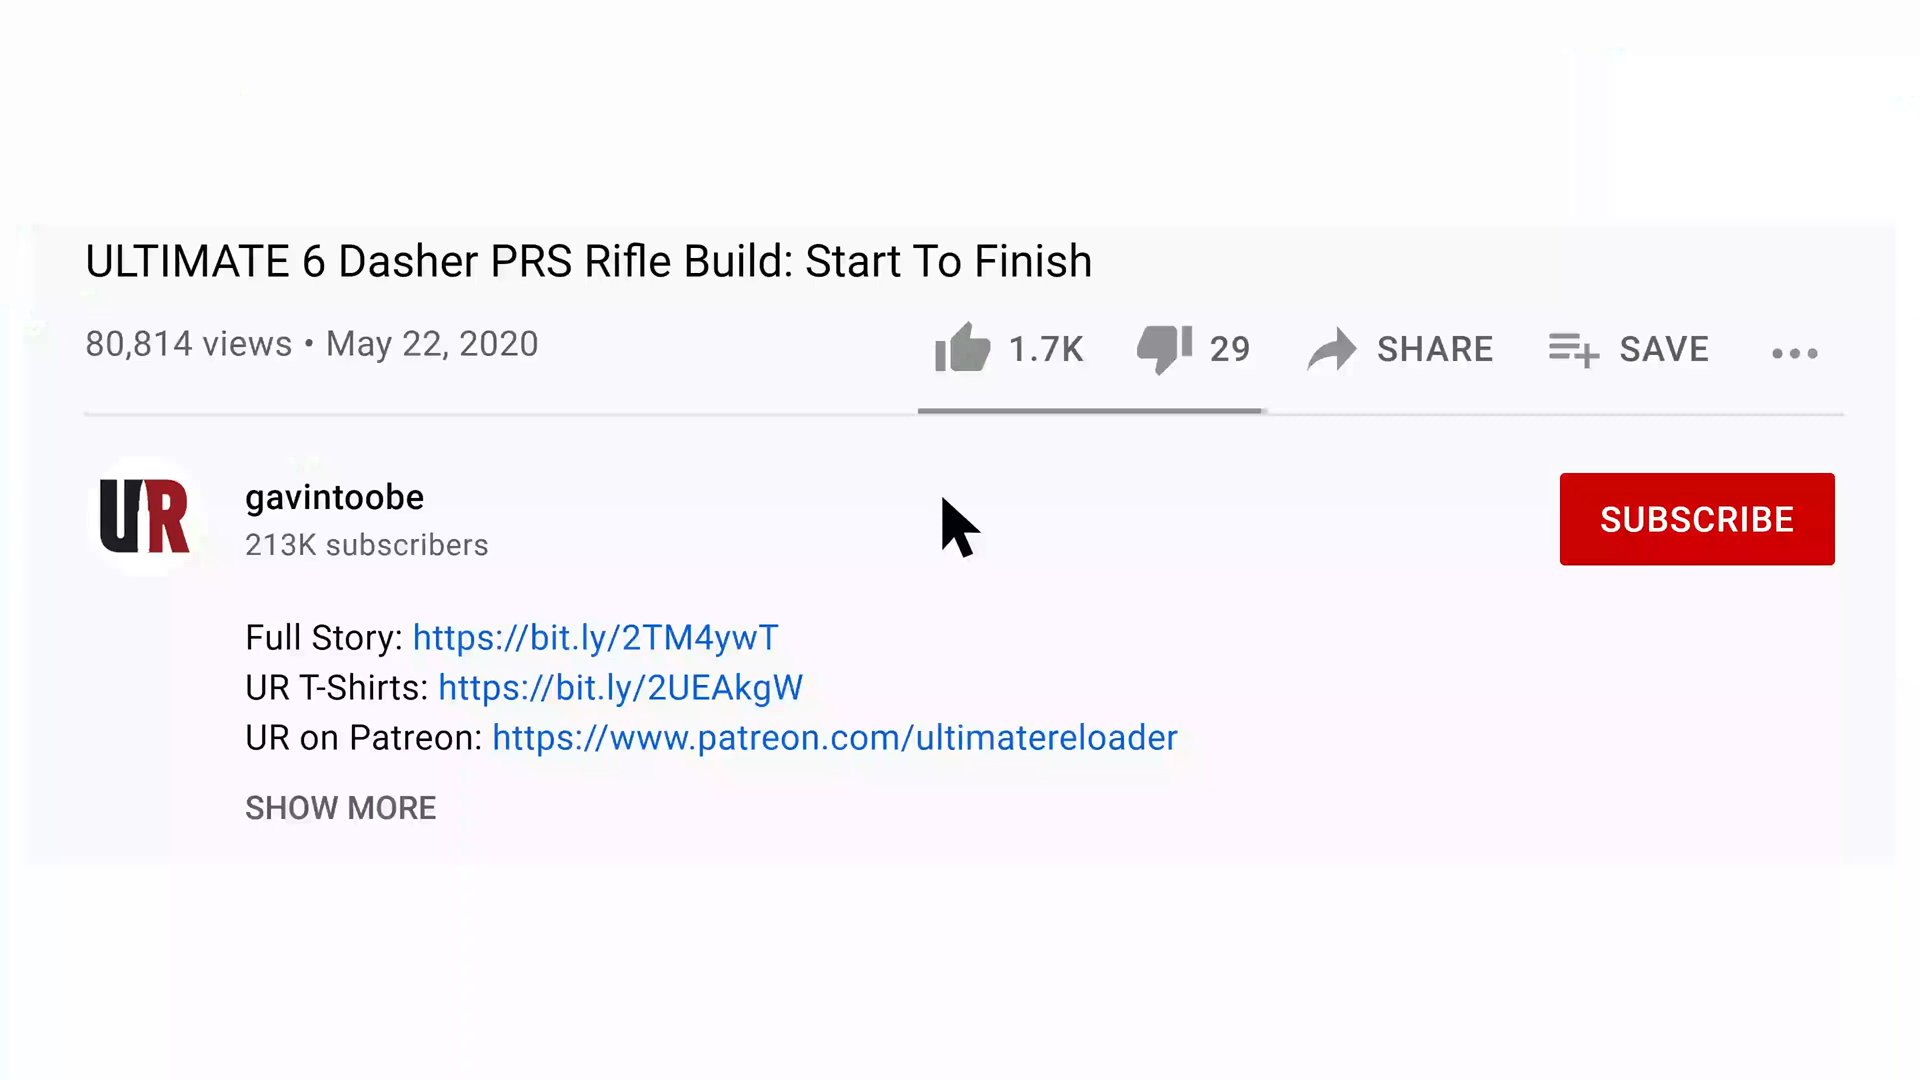 ULTIMATE 6 Dasher PRS Rifle Build: Start To Finish
80,814 views • May 22, 2020
1.7K 29 SHARE SAVE
UR
gavintoobe
213K subscribers
SUBSCRIBE
Full Story: https://bit.ly/2TM4ywT
UR T-Shirts: https://bit.ly/2UEAkgW
UR on Patreon: https://www.patreon.com/ultimatereloader
SHOW MORE